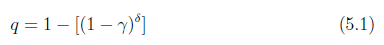 q = 1 − [(1 − γ)^δ] (5.1)